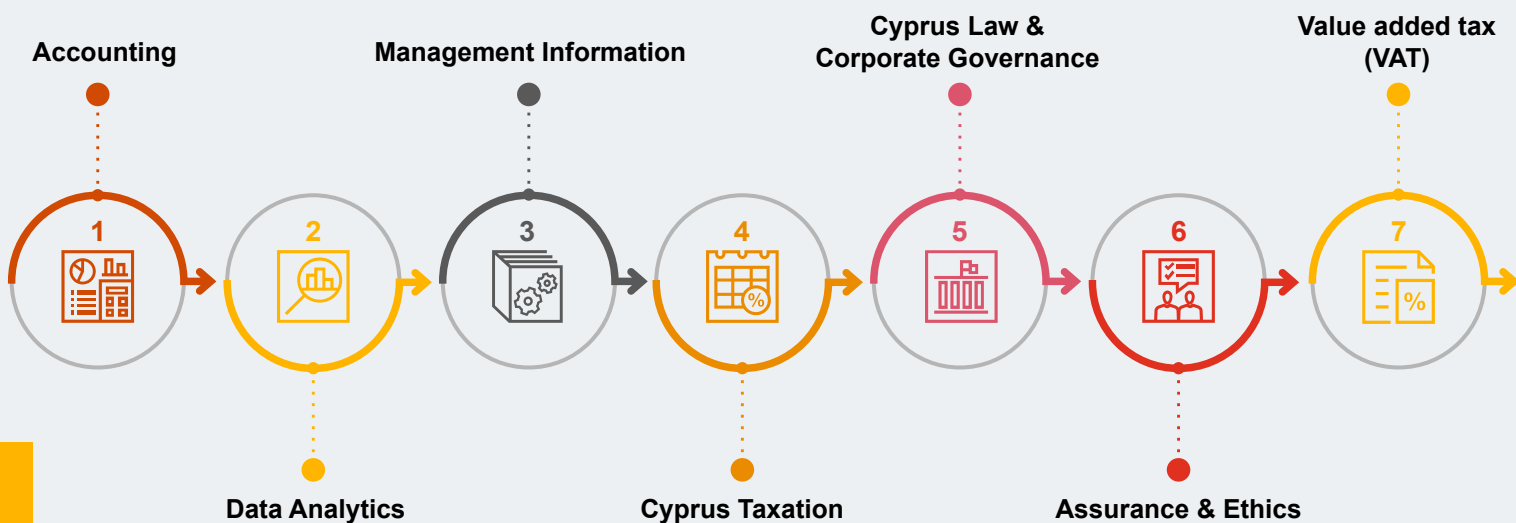 Accounting
Management Information
Cyprus Law &
Corporate Governance
Value added tax
(VAT)
1
2
3
4
5
6
7
%
%
Data Analytics
Cyprus Taxation
Assurance & Ethics